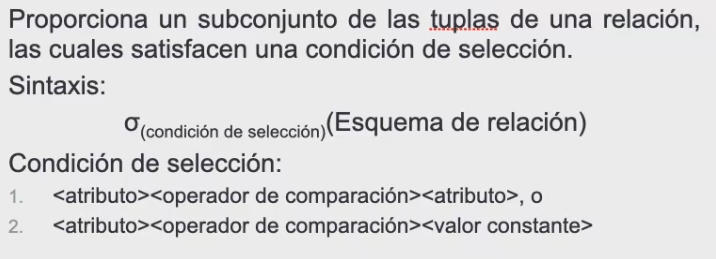 Proporciona un subconjunto de las tuplas de una relación,
las cuales satisfacen una condición de selección.
Sintaxis:
σ(condición de selección)(Esquema de relación)
Condición de selección:
1. <atributo><operador de comparación><atributo>, o
2. <atributo><operador de comparación><valor constante>